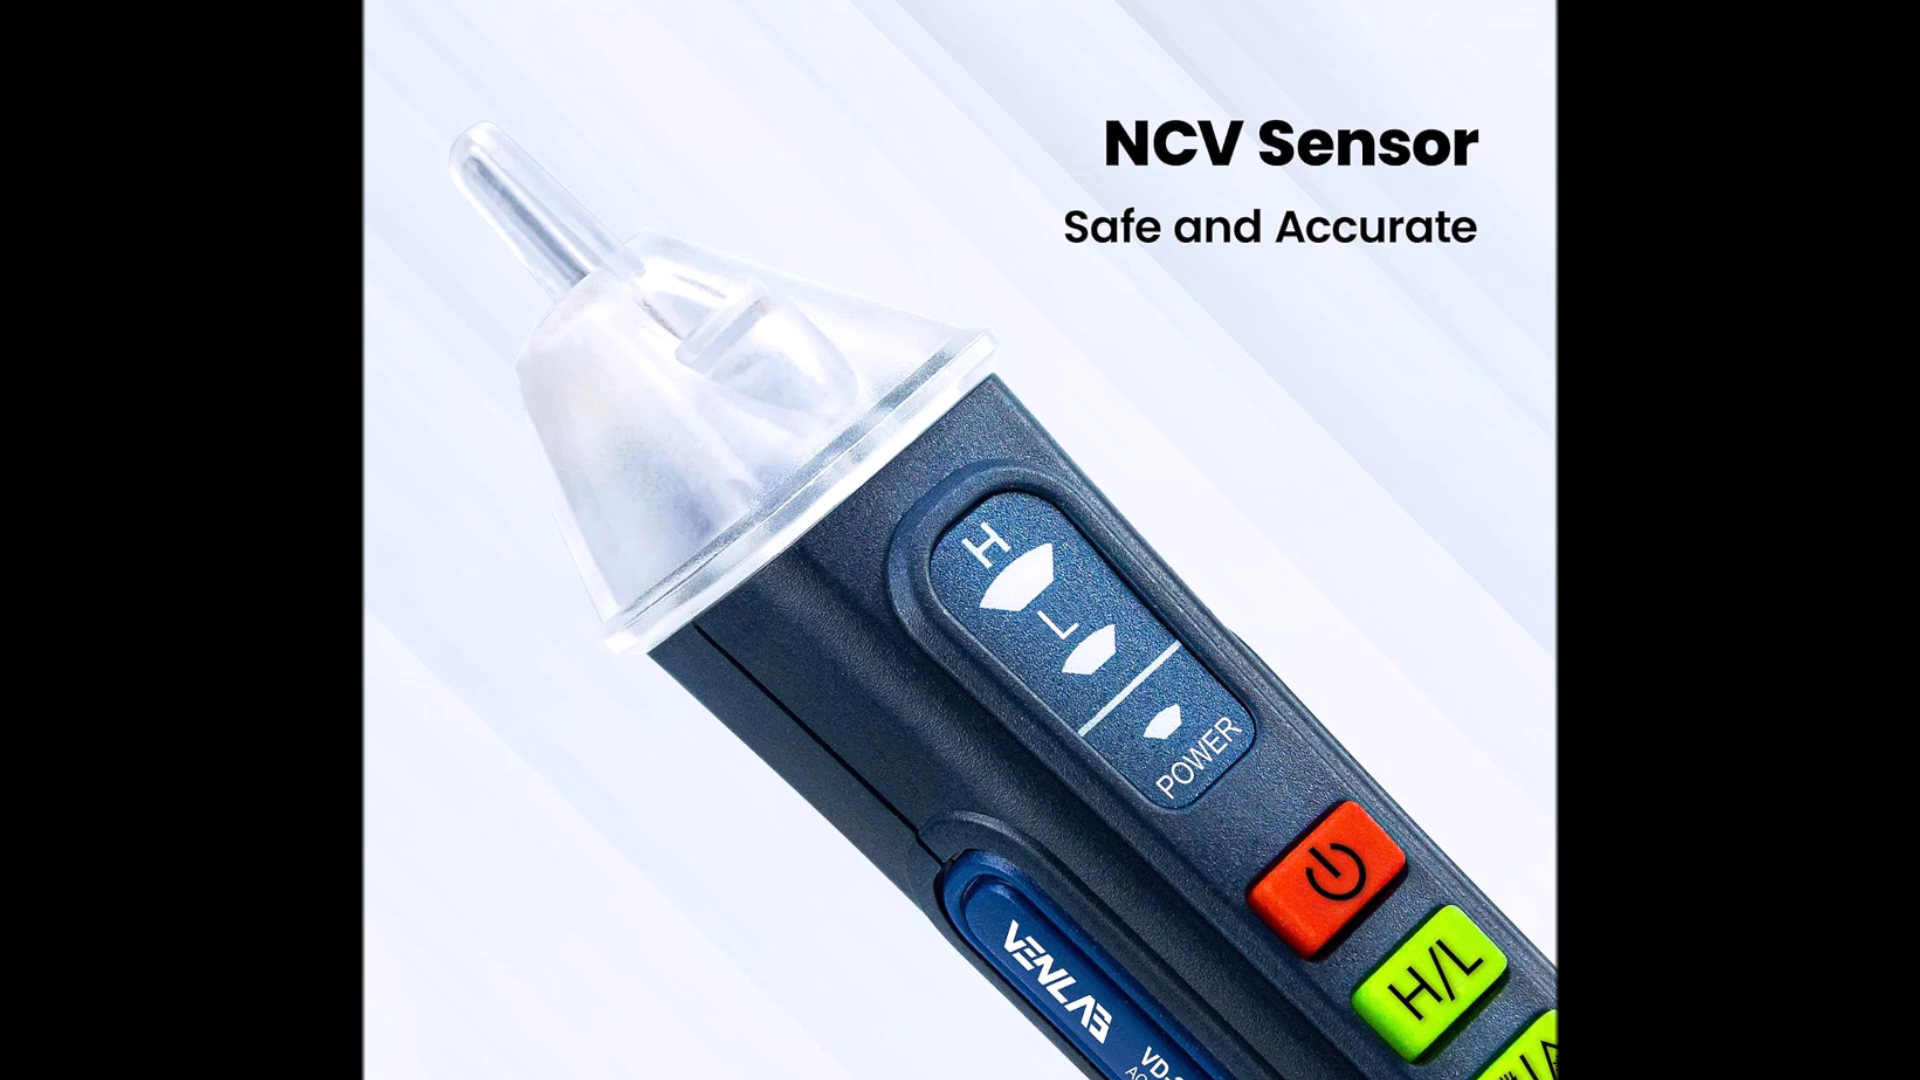 NCV Sensor
Safe and Accurate
H
L
POWER
H/L
VENLAB